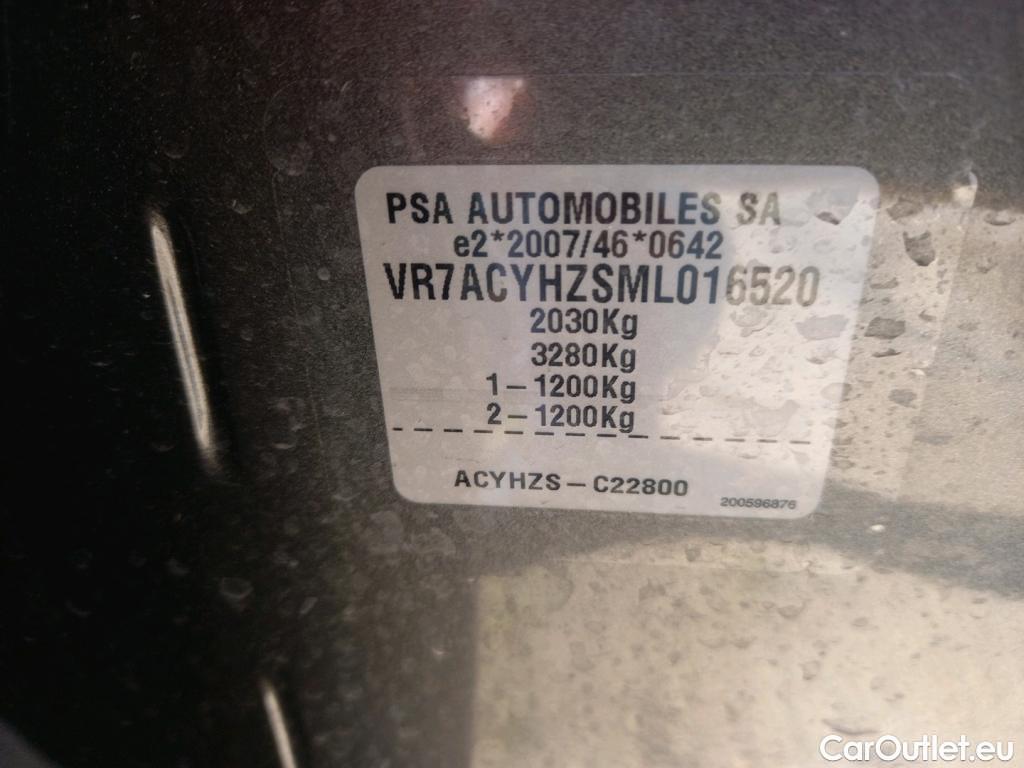 PSA AUTOMOBILES SA
e2*2007/46*0642
VR7ACYHZSML016520
2030Kg
3280Kg
1-1200Kg
2-1200Kg
ACYHZS-C22800
200596876
CarOutlet.eu